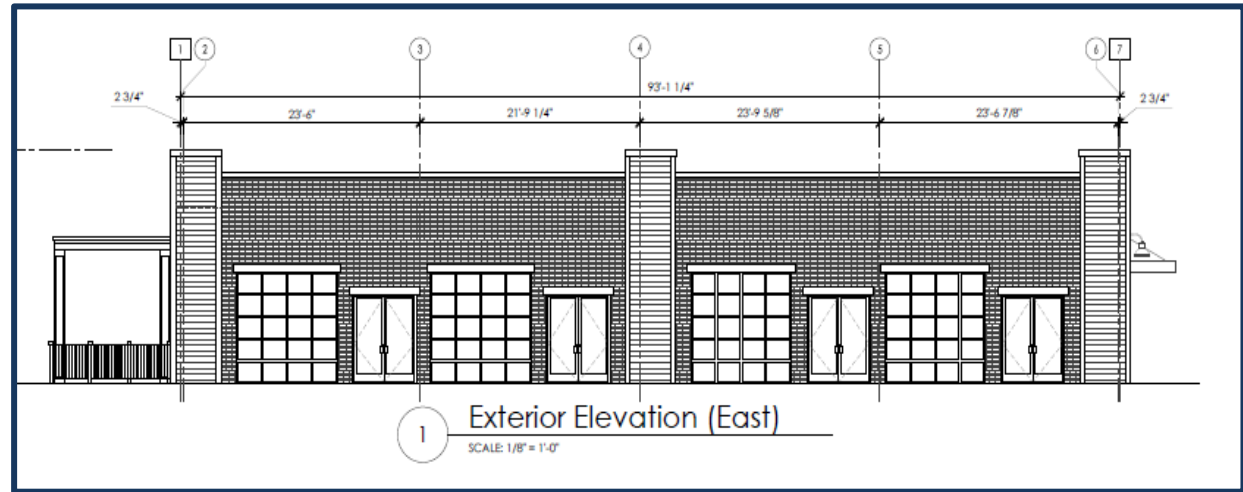 1 2 3 4 5 6 7
93'-1 1/4"
2 3/4" 23'-6" 21'-9 1/4" 23'-9 5/8" 23'-6 7/8" 2 3/4"
1 Exterior Elevation (East)
SCALE: 1/8" = 1'-0"